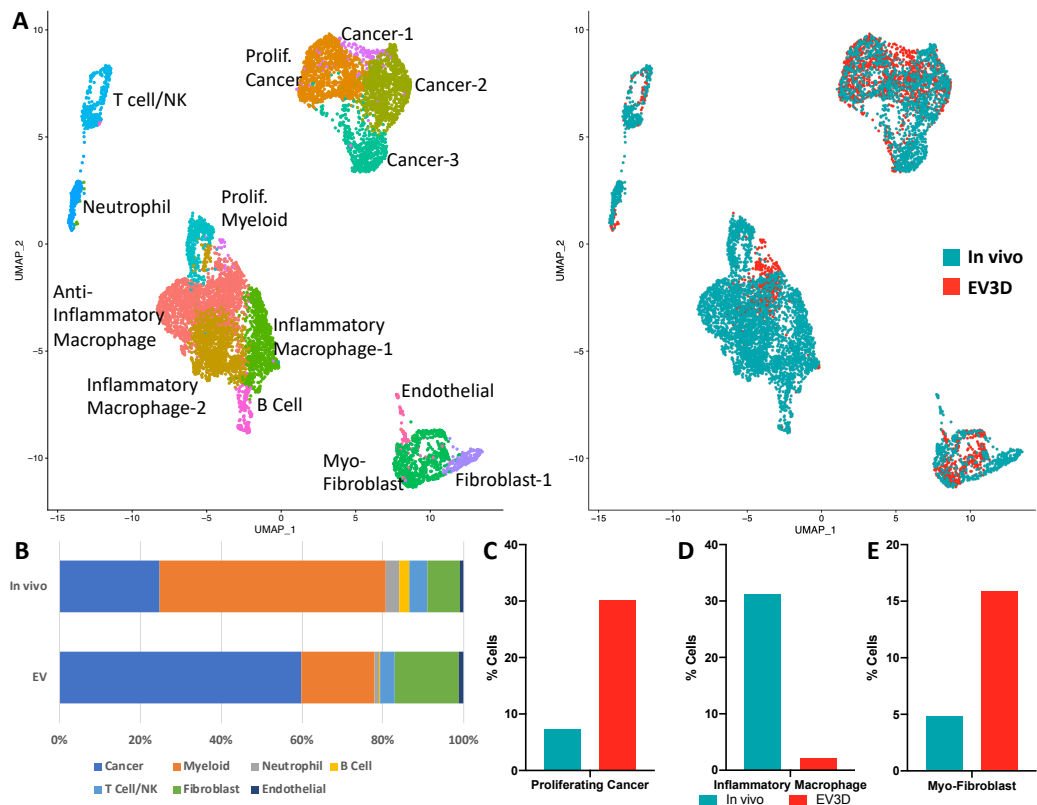 A
10
5
0
−5
−10
UMAP_2
−15
−10
−5
0
5
10
UMAP_1
T cell/NK
Neutrophil
Prolif.
Cancer
Cancer-1
Cancer-2
Cancer-3
Prolif.
Myeloid
Anti-
Inflammatory
Macrophage
Inflammatory
Macrophage-1
Inflammatory
Macrophage-2
B Cell
Endothelial
Myo-
Fibroblast
Fibroblast-1
10
5
0
−5
−10
UMAP_2
−15
−10
−5
0
5
10
UMAP_1
In vivo
EV3D
B
In vivo
EV
0%
20%
40%
60%
80%
100%
Cancer
Myeloid
Neutrophil
B Cell
T Cell/NK
Fibroblast
Endothelial
C
% Cells
40
30
20
10
0
Proliferating Cancer
D
% Cells
40
30
20
10
0
Inflammatory Macrophage
E
% Cells
20
15
10
5
0
Myo-Fibroblast
In vivo
EV3D